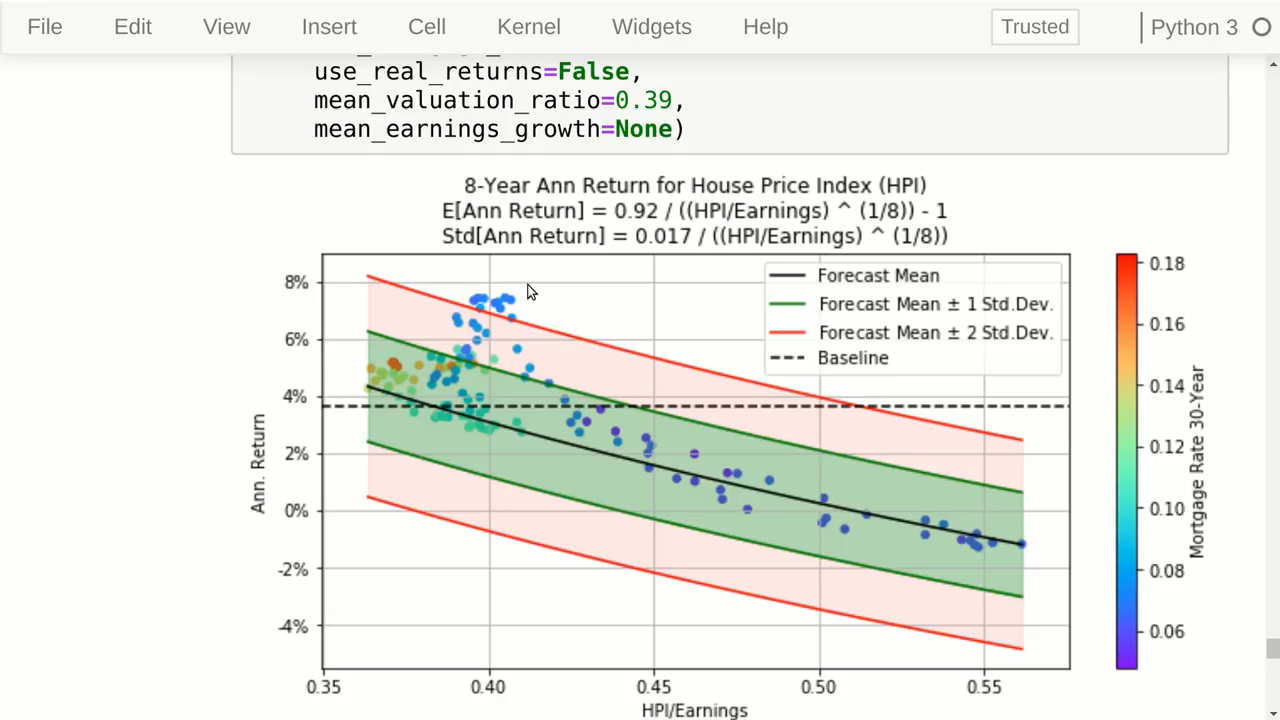 File Edit View Insert Cell Kernel Widgets Help Trusted Python 3
use_real_returns=False,
mean_valuation_ratio=0.39,
mean_earnings_growth=None)
8-Year Ann Return for House Price Index (HPI)
E[Ann Return] = 0.92 / ((HPI/Earnings) ^ (1/8)) - 1
Std[Ann Return] = 0.017 / ((HPI/Earnings) ^ (1/8))
Forecast Mean
Forecast Mean ± 1 Std.Dev.
Forecast Mean ± 2 Std.Dev.
Baseline
8%
6%
4%
2%
0%
-2%
-4%
Ann. Return
0.35 0.40 0.45 0.50 0.55
HPI/Earnings
0.18
0.16
0.14
0.12
0.10
0.08
0.06
Mortgage Rate 30-Year